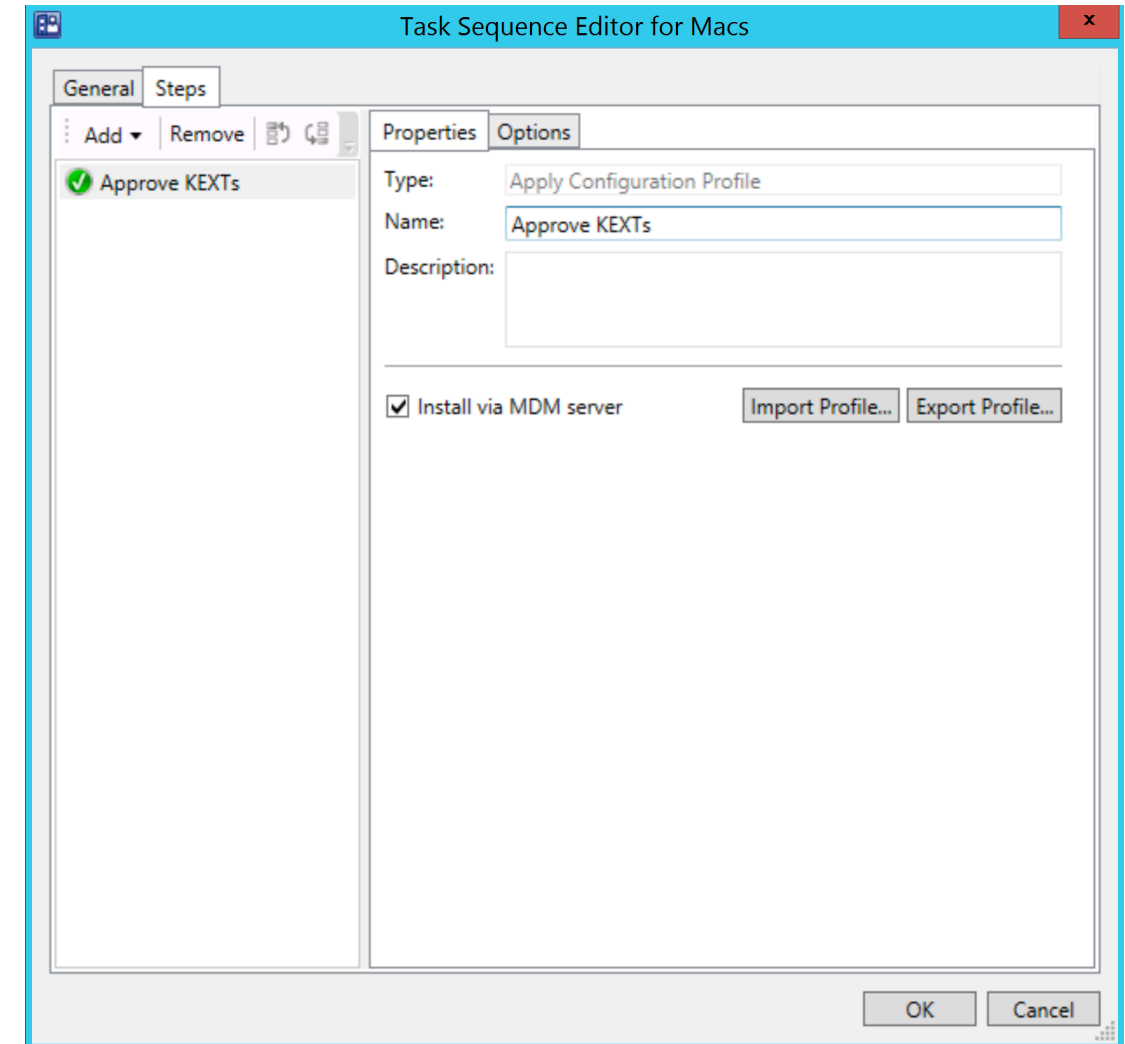 Task Sequence Editor for Macs
x
General Steps
Add Remove
Properties Options
Approve KEXTs
Type: Apply Configuration Profile
Name: Approve KEXTs
Description:
Install via MDM server Import Profile... Export Profile...
OK Cancel